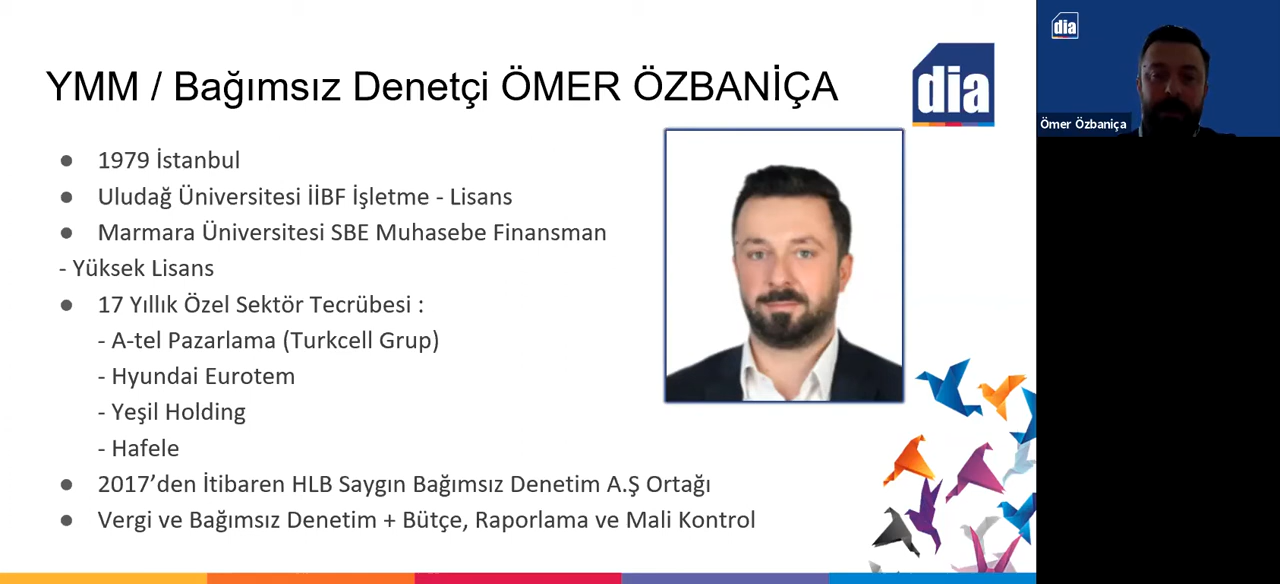 YMM / Bağımsız Denetçi ÖMER ÖZBANİÇA
dia
● 1979 İstanbul
● Uludağ Üniversitesi İİBF İşletme - Lisans
● Marmara Üniversitesi SBE Muhasebe Finansman
- Yüksek Lisans
● 17 Yıllık Özel Sektör Tecrübesi :
- A-tel Pazarlama (Turkcell Grup)
- Hyundai Eurotem
- Yeşil Holding
- Hafele
● 2017’den İtibaren HLB Saygın Bağımsız Denetim A.Ş Ortağı
● Vergi ve Bağımsız Denetim + Bütçe, Raporlama ve Mali Kontrol
dia
Ömer Özbaniça